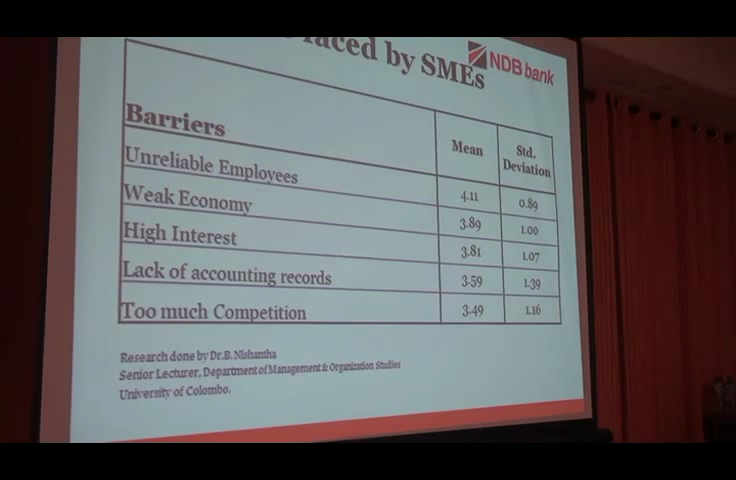 faced by SMEs
NDB bank
Barriers Mean Std. Deviation
Unreliable Employees 4.11 0.89
Weak Economy 3.89 1.00
High Interest 3.81 1.07
Lack of accounting records 3.59 1.39
Too much Competition 3.49 1.16
Research done by Dr.B.Nishantha
Senior Lecturer, Department of Management & Organization Studies
University of Colombo.